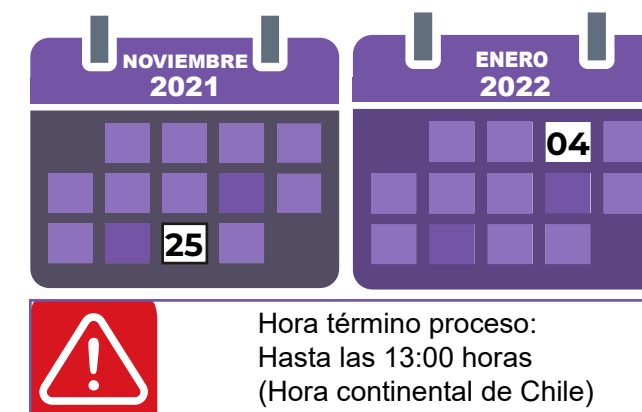 NOVIEMBRE
2021
25
ENERO
2022
04
Hora término proceso:
Hasta las 13:00 horas
(Hora continental de Chile)